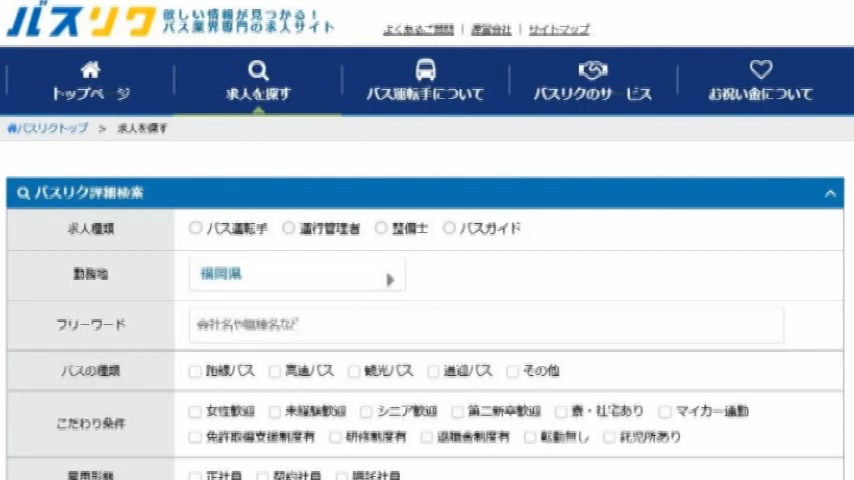 バスリク
欲しい情報が見つかる！
バス業界専門の求人サイト
よくあるご質問 | 運営会社 | サイトマップ
トップページ 求人を探す バス運転手について バスリクのサービス お祝い金について
バスリクトップ > 求人を探す
バスリク詳細検索
求人種類 バス運転手 運行管理者 整備士 バスガイド
勤務地 福岡県
フリーワード 会社名や職種名など
バスの種類 路線バス 高速バス 観光バス 送迎バス その他
こだわり条件
女性歓迎 未経験歓迎 シニア歓迎 第二新卒歓迎 寮・社宅あり マイカー通勤
免許取得支援制度有 研修制度有 退職金制度有 転勤無し 託児所あり
雇用形態 正社員 契約社員 嘱託社員